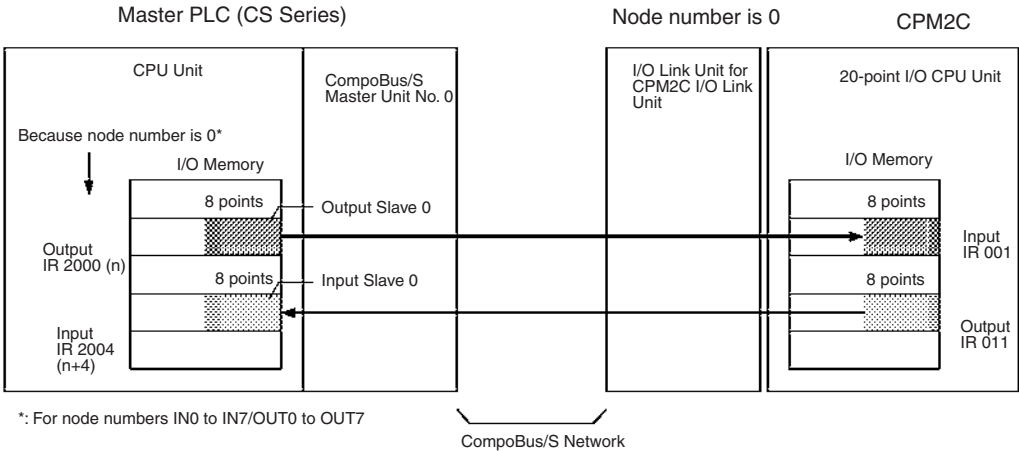 Master PLC (CS Series)
Node number is 0
CPM2C
CPU Unit
CompoBus/S
Master Unit No. 0
I/O Link Unit for
CPM2C I/O Link
Unit
20-point I/O CPU Unit
Because node number is 0*
I/O Memory
I/O Memory
8 points
Output Slave 0
8 points
Output
IR 2000 (n)
Input
IR 001
8 points
Input Slave 0
8 points
Input
IR 2004
(n+4)
Output
IR 011
*: For node numbers IN0 to IN7/OUT0 to OUT7
CompoBus/S Network